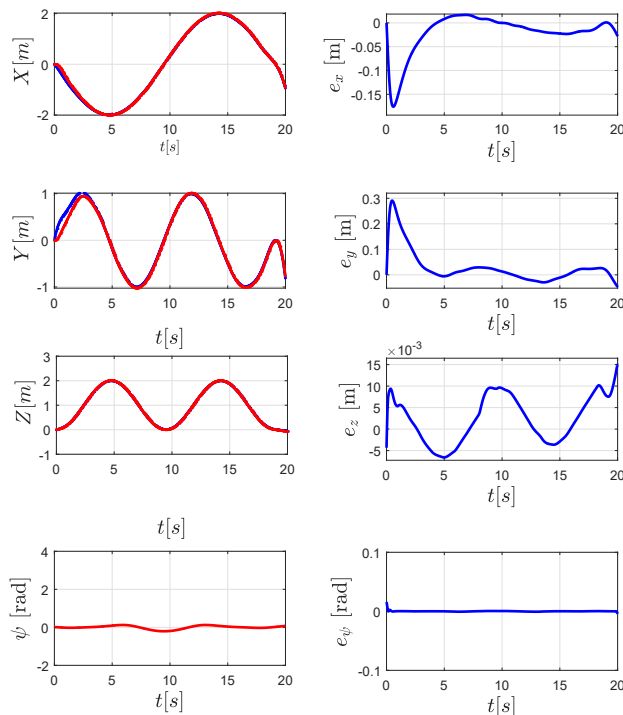 X[m]
2
0
-2
0 5 10 15 20
t[s]
e_x [m]
0
-0.05
-0.1
-0.15
0 5 10 15 20
t[s]
Y[m]
1
0
-1
0 5 10 15 20
t[s]
e_y [m]
0.3
0.2
0.1
0
0 5 10 15 20
t[s]
Z[m]
3
2
1
0
-1
0 5 10 15 20
t[s]
×10⁻³
e_z [m]
15
10
5
0
-5
0 5 10 15 20
t[s]
ψ [rad]
4
2
0
-2
0 5 10 15 20
t[s]
e_ψ [rad]
0.1
0
-0.1
0 5 10 15 20
t[s]